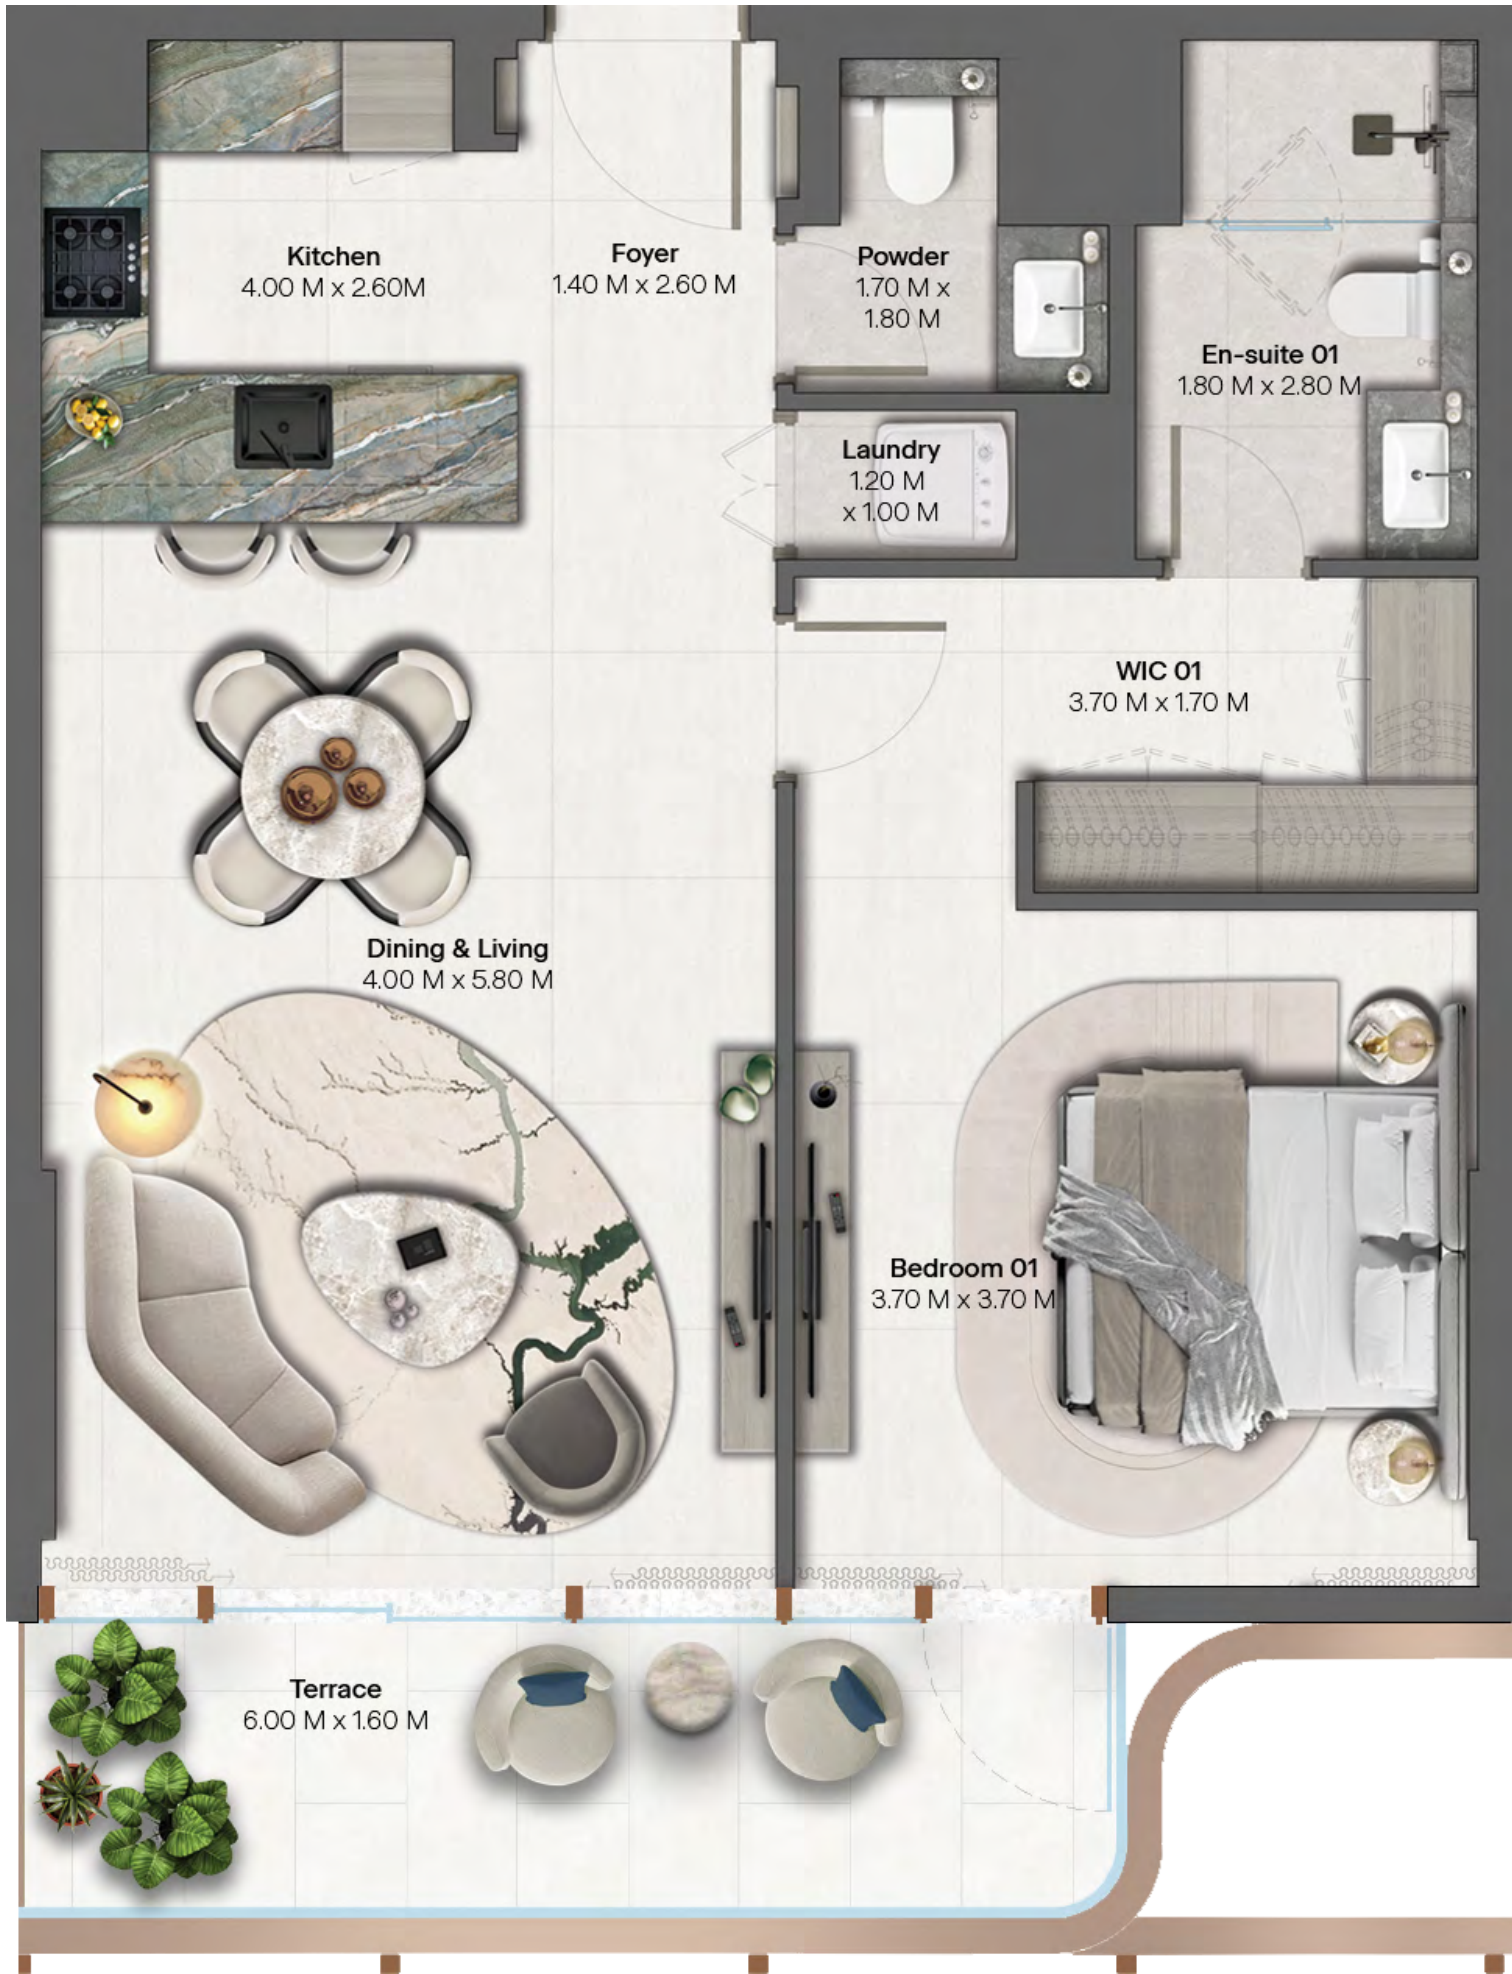 Kitchen
4.00 M x 2.60M
Foyer
1.40 M x 2.60 M
Powder
1.70 M x
1.80 M
En-suite 01
1.80 M x 2.80 M
Laundry
1.20 M
x 1.00 M
WIC 01
3.70 M x 1.70 M
Dining & Living
4.00 M x 5.80 M
Bedroom 01
3.70 M x 3.70 M
Terrace
6.00 M x 1.60 M